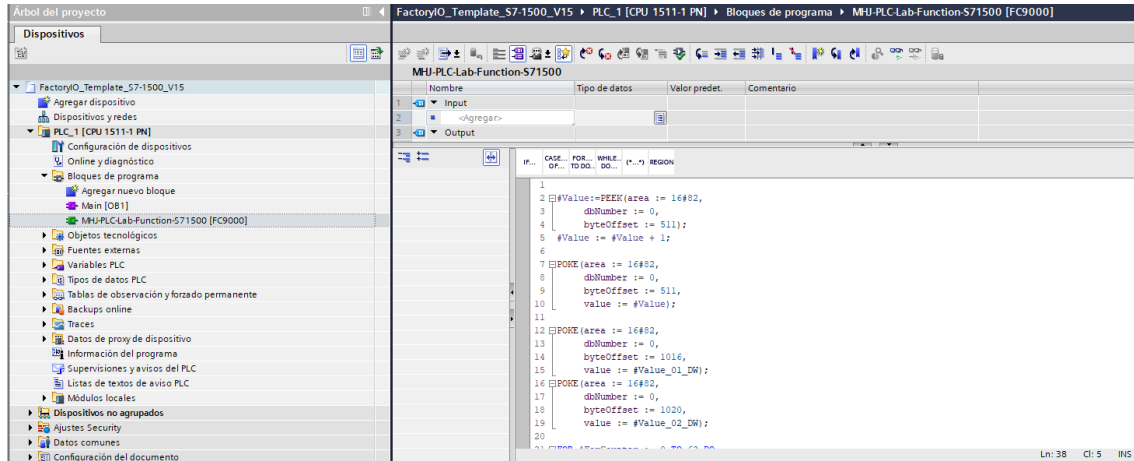 Árbol del proyecto
FactoryIO_Template_S7-1500_V15 ▸ PLC_1 [CPU 1511-1 PN] ▸ Bloques de programa ▸ MHJ-PLC-Lab-Function-S71500 [FC9000]
Dispositivos
FactoryIO_Template_S7-1500_V15
Agregar dispositivo
Dispositivos y redes
PLC_1 [CPU 1511-1 PN]
Configuración de dispositivos
Online y diagnóstico
Bloques de programa
Agregar nuevo bloque
Main [OB1]
MHJ-PLC-Lab-Function-S71500 [FC9000]
Objetos tecnológicos
Fuentes externas
Variables PLC
Tipos de datos PLC
Tablas de observación y forzado permanente
Backups online
Traces
Datos de proxy de dispositivo
Información del programa
Supervisiones y avisos del PLC
Listas de textos de aviso PLC
Módulos locales
Dispositivos no agrupados
Ajustes Security
Datos comunes
Configuración del documento
MHJ-PLC-Lab-Function-S71500
Nombre Tipo de datos Valor predet. Comentario
1 Input
2 <Agregar>
3 Output
IF... CASE... OF... FOR... TO DO... WHILE... DO... (*...*) REGION
1
2 #Value:=PEEK(area := 16#82,
3 dbNumber := 0,
4 byteOffset := 511);
5 #Value := #Value + 1;
6
7 POKE(area := 16#82,
8 dbNumber := 0,
9 byteOffset := 511,
10 value := #Value);
11
12 POKE(area := 16#82,
13 dbNumber := 0,
14 byteOffset := 1016,
15 value := #Value_01_DW);
16 POKE(area := 16#82,
17 dbNumber := 0,
18 byteOffset := 1020,
19 value := #Value_02_DW);
20
Ln: 38 Cl: 5 INS